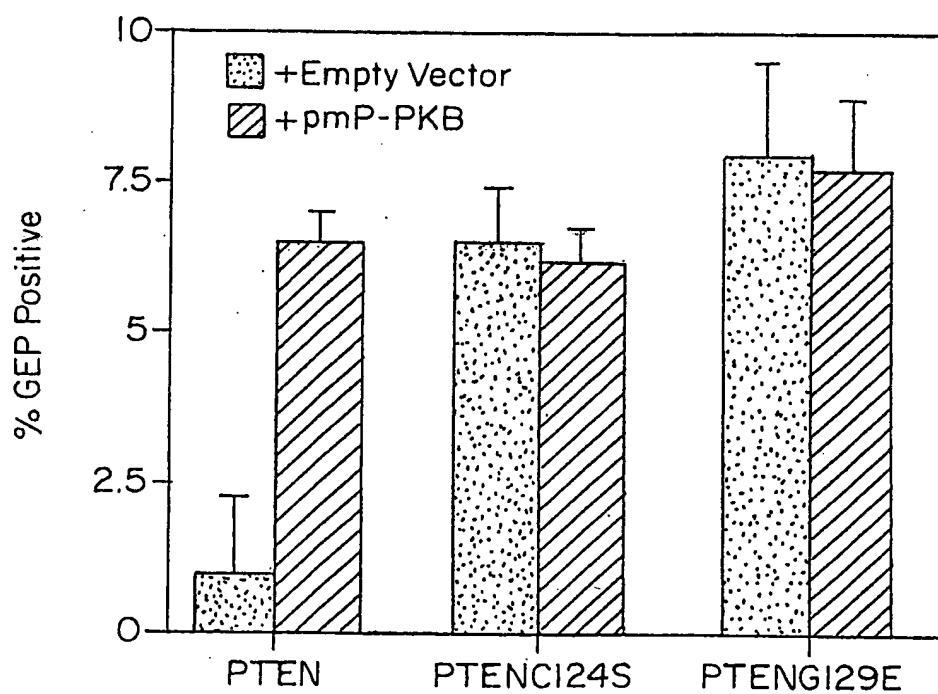 10
+Empty Vector
+pmP-PKB
7.5
% GEP Positive
5
2.5
0
PTEN PTENC124S PTENG129E